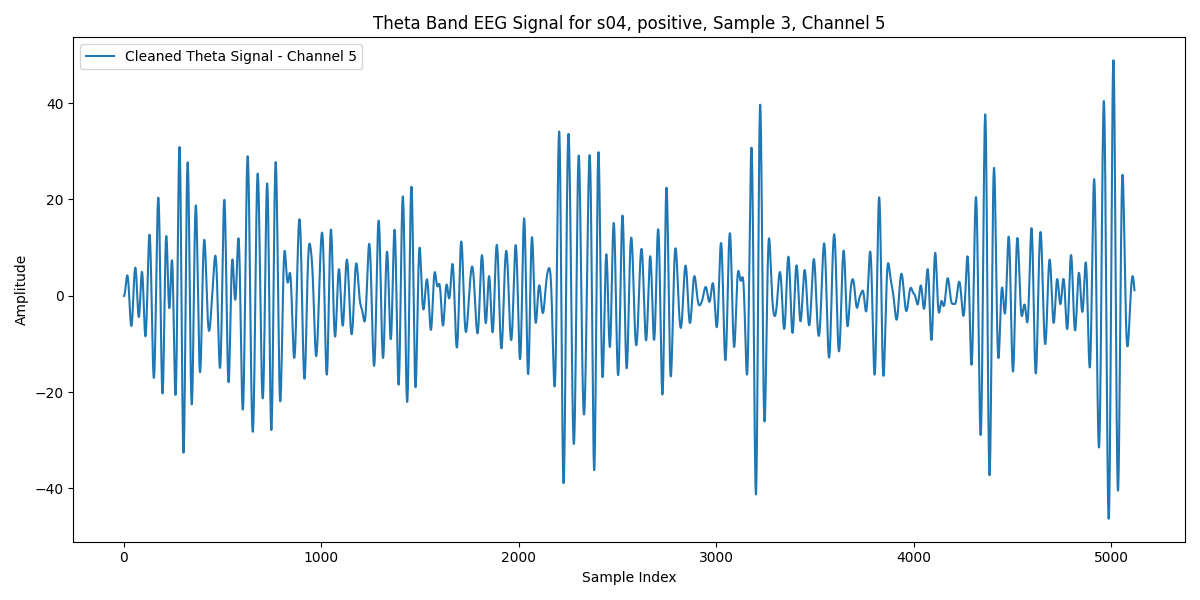 Theta Band EEG Signal for s04, positive, Sample 3, Channel 5
Cleaned Theta Signal - Channel 5
Amplitude
40
20
0
−20
−40
0 1000 2000 3000 4000 5000
Sample Index